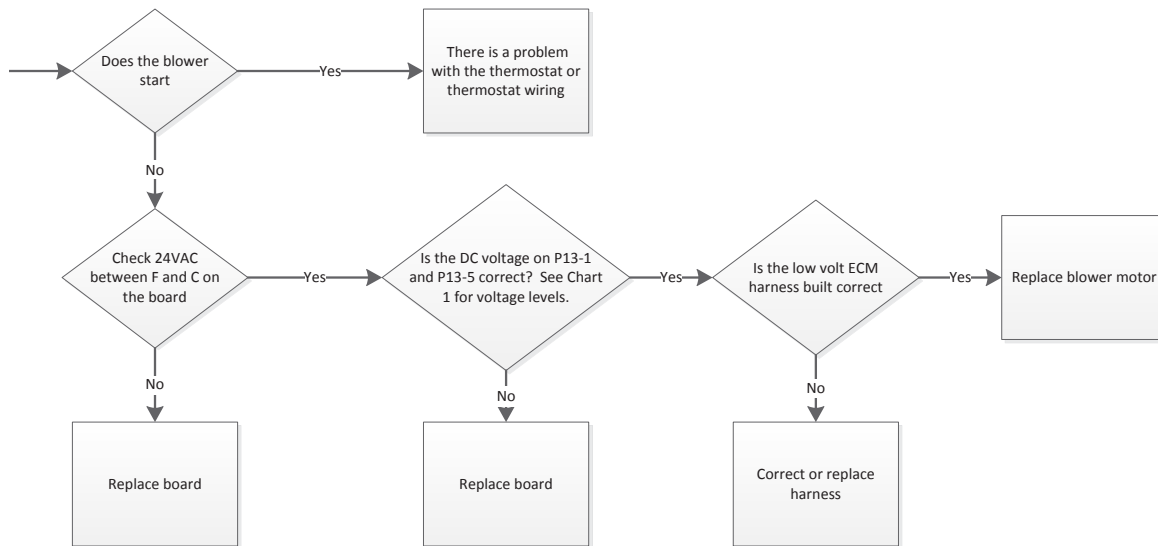 Does the blower
start
Yes
There is a problem
with the thermostat or
thermostat wiring
No
Check 24VAC
between F and C on
the board
Yes
Is the DC voltage on P13-1
and P13-5 correct?  See Chart
1 for voltage levels.
Yes
Is the low volt ECM
harness built correct
Yes
Replace blower motor
No
Replace board
No
Replace board
No
Correct or replace
harness